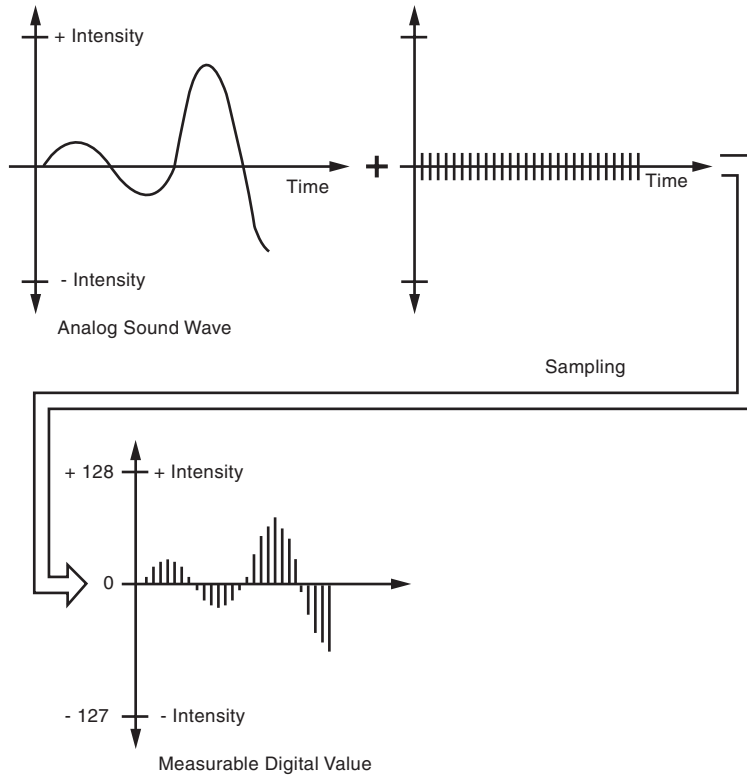 + Intensity
Time
- Intensity
Analog Sound Wave
+
Time
Sampling
+ 128
+ Intensity
0
- 127
- Intensity
Measurable Digital Value